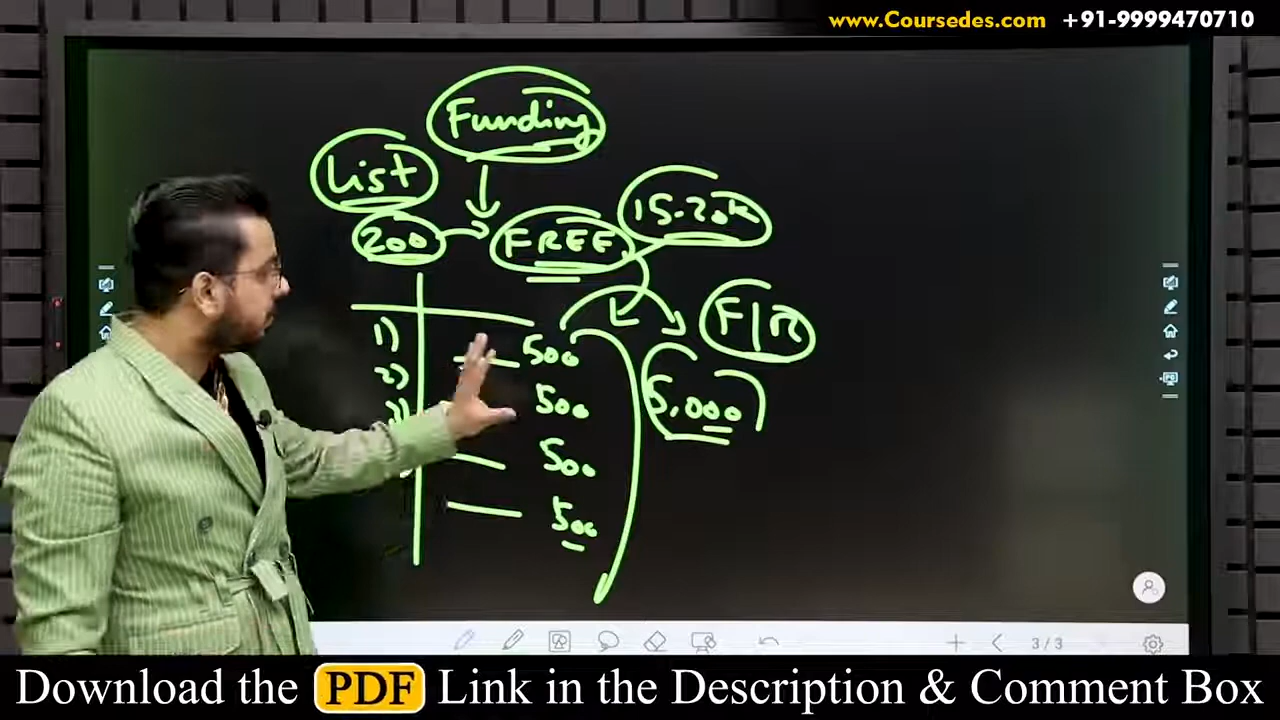 www.Coursedes.com +91-9999470710
Funding
List
15-20k
200
FREE
F/R
1)
500
5,000
2)
500
3)
500
500
3/3
Download the PDF Link in the Description & Comment Box